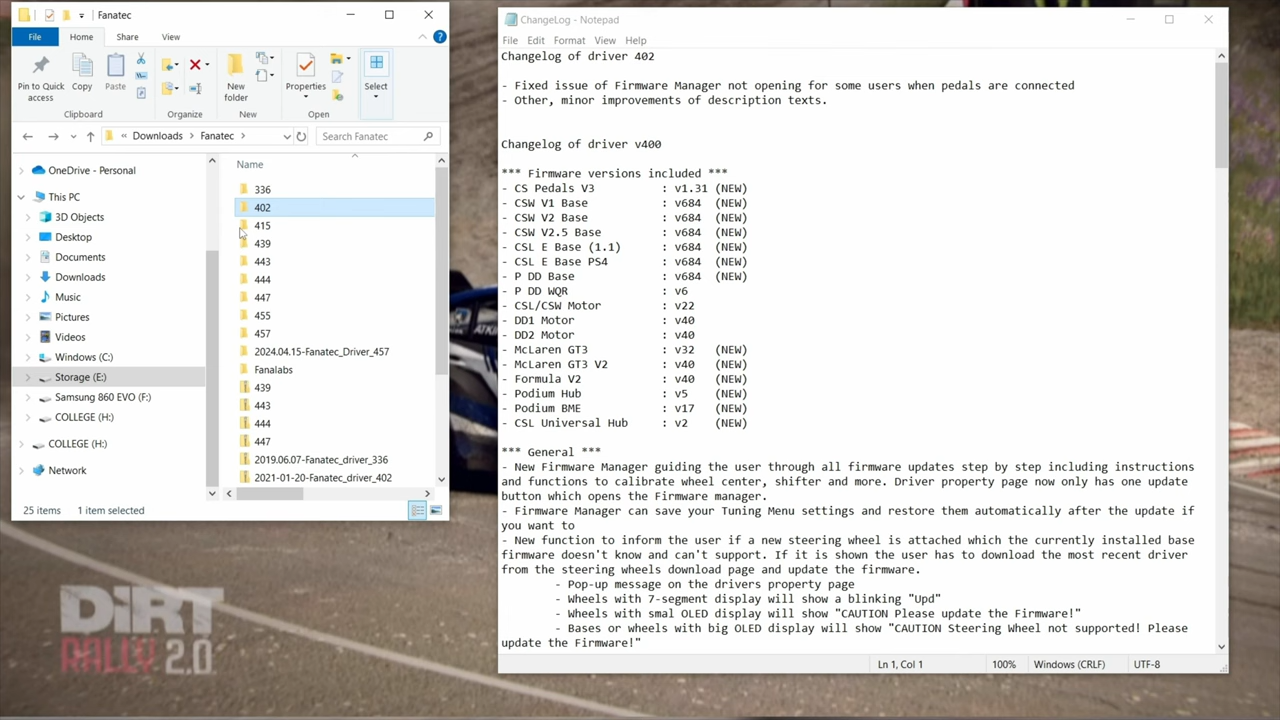 Fanatec
File
Home
Share
View
Pin to Quick
access
Copy
Paste
New
folder
Properties
Select
Clipboard
Organize
New
Open
« Downloads › Fanatec ›
Search Fanatec
OneDrive - Personal
This PC
3D Objects
Desktop
Documents
Downloads
Music
Pictures
Videos
Windows (C:)
Storage (E:)
Samsung 860 EVO (F:)
COLLEGE (H:)
COLLEGE (H:)
Network
Name
336
402
415
439
443
444
447
455
457
2024.04.15-Fanatec_Driver_457
Fanalabs
439
443
444
447
2019.06.07-Fanatec_driver_336
2021-01-20-Fanatec_driver_402
25 items
1 item selected
DiRT
RALLY 2.0
ChangeLog - Notepad
File Edit Format View Help
Changelog of driver 402
- Fixed issue of Firmware Manager not opening for some users when pedals are connected
- Other, minor improvements of description texts.
Changelog of driver v400
*** Firmware versions included ***
- CS Pedals V3 : v1.31 (NEW)
- CSW V1 Base : v684 (NEW)
- CSW V2 Base : v684 (NEW)
- CSW V2.5 Base : v684 (NEW)
- CSL E Base (1.1) : v684 (NEW)
- CSL E Base PS4 : v684 (NEW)
- P DD Base : v684 (NEW)
- P DD WQR : v6
- CSL/CSW Motor : v22
- DD1 Motor : v40
- DD2 Motor : v40
- McLaren GT3 : v32 (NEW)
- McLaren GT3 V2 : v40 (NEW)
- Formula V2 : v40 (NEW)
- Podium Hub : v5 (NEW)
- Podium BME : v17 (NEW)
- CSL Universal Hub : v2 (NEW)
*** General ***
- New Firmware Manager guiding the user through all firmware updates step by step including instructions
and functions to calibrate wheel center, shifter and more. Driver property page now only has one update
button which opens the Firmware manager.
- Firmware Manager can save your Tuning Menu settings and restore them automatically after the update if
you want to
- New function to inform the user if a new steering wheel is attached which the currently installed base
firmware doesn't know and can't support. If it is shown the user has to download the most recent driver
from the steering wheels download page and update the firmware.
- Pop-up message on the drivers property page
- Wheels with 7-segment display will show a blinking "Upd"
- Wheels with smal OLED display will show "CAUTION Please update the Firmware!"
- Bases or wheels with big OLED display will show "CAUTION Steering Wheel not supported! Please
update the Firmware!"
Ln 1, Col 1
100%
Windows (CRLF)
UTF-8